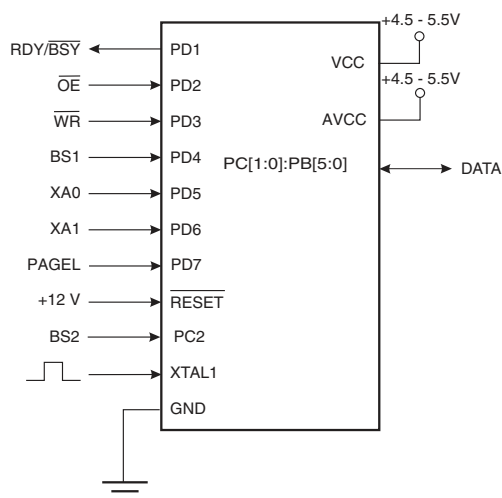 RDY/BSY PD1
OE PD2
WR PD3
BS1 PD4
XA0 PD5
XA1 PD6
PAGEL PD7
+12 V RESET
BS2 PC2
XTAL1
GND
+4.5 - 5.5V
VCC
+4.5 - 5.5V
AVCC
PC[1:0]:PB[5:0] DATA